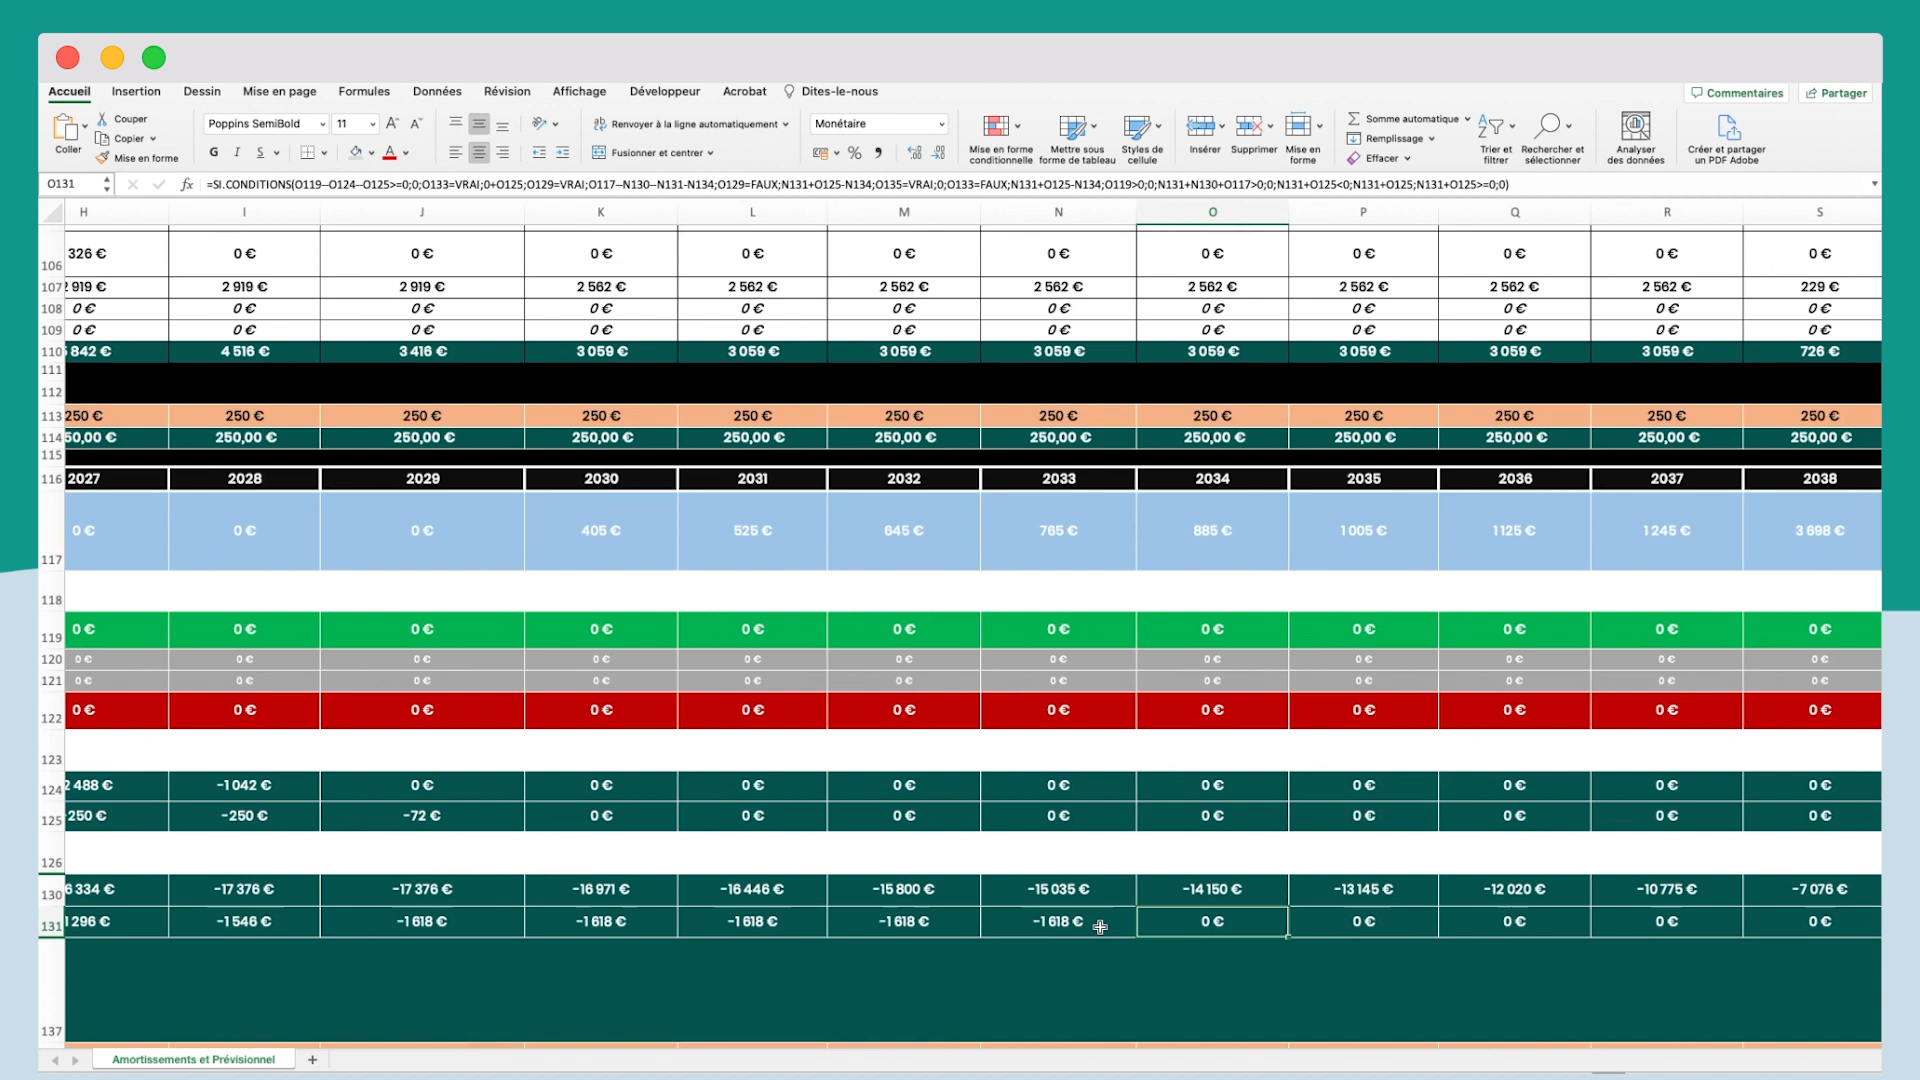 Accueil Insertion Dessin Mise en page Formules Données Révision Affichage Développeur Acrobat Dites-le-nous Commentaires Partager
Coller
Couper
Copier
Mise en forme
Poppins SemiBold 11
G I S
Renvoyer à la ligne automatiquement
Fusionner et centrer
Monétaire
Mise en forme conditionnelle
Mettre sous forme de tableau
Styles de cellule
Insérer
Supprimer
Mise en forme
Somme automatique
Remplissage
Effacer
Trier et filtrer
Rechercher et sélectionner
Analyser des données
Créer et partager un PDF Adobe
O131 fx =SI.CONDITIONS(O119--O124--O125>=0;0;O133=VRAI;0+O125;O129=VRAI;O117--N130--N131-N134;O129=FAUX;N131+O125-N134;O135=VRAI;0;O133=FAUX;N131+O125-N134;O119>0;0;N131+N130+O117>0;0;N131+O125<0;N131+O125;N131+O125>=0;0)
H I J K L M N O P Q R S
106 326 € 0 € 0 € 0 € 0 € 0 € 0 € 0 € 0 € 0 € 0 € 0 €
107 919 € 2 919 € 2 919 € 2 562 € 2 562 € 2 562 € 2 562 € 2 562 € 2 562 € 2 562 € 2 562 € 229 €
108 0 € 0 € 0 € 0 € 0 € 0 € 0 € 0 € 0 € 0 € 0 € 0 €
109 0 € 0 € 0 € 0 € 0 € 0 € 0 € 0 € 0 € 0 € 0 € 0 €
110 842 € 4 516 € 3 416 € 3 059 € 3 059 € 3 059 € 3 059 € 3 059 € 3 059 € 3 059 € 3 059 € 726 €
111
112
113 250 € 250 € 250 € 250 € 250 € 250 € 250 € 250 € 250 € 250 € 250 € 250 €
114 50,00 € 250,00 € 250,00 € 250,00 € 250,00 € 250,00 € 250,00 € 250,00 € 250,00 € 250,00 € 250,00 € 250,00 €
115
116 2027 2028 2029 2030 2031 2032 2033 2034 2035 2036 2037 2038
117 0 € 0 € 0 € 405 € 525 € 645 € 765 € 885 € 1 005 € 1 125 € 1 245 € 3 698 €
118
119 0 € 0 € 0 € 0 € 0 € 0 € 0 € 0 € 0 € 0 € 0 € 0 €
120 0 € 0 € 0 € 0 € 0 € 0 € 0 € 0 € 0 € 0 € 0 € 0 €
121 0 € 0 € 0 € 0 € 0 € 0 € 0 € 0 € 0 € 0 € 0 € 0 €
122 0 € 0 € 0 € 0 € 0 € 0 € 0 € 0 € 0 € 0 € 0 € 0 €
123
124 488 € -1 042 € 0 € 0 € 0 € 0 € 0 € 0 € 0 € 0 € 0 € 0 €
125 250 € -250 € -72 € 0 € 0 € 0 € 0 € 0 € 0 € 0 € 0 € 0 €
126
130 6 334 € -17 376 € -17 376 € -16 971 € -16 446 € -15 800 € -15 035 € -14 150 € -13 145 € -12 020 € -10 775 € -7 076 €
131 1 296 € -1 546 € -1 618 € -1 618 € -1 618 € -1 618 € -1 618 € 0 € 0 € 0 € 0 € 0 €
137
Amortissements et Prévisionnel +